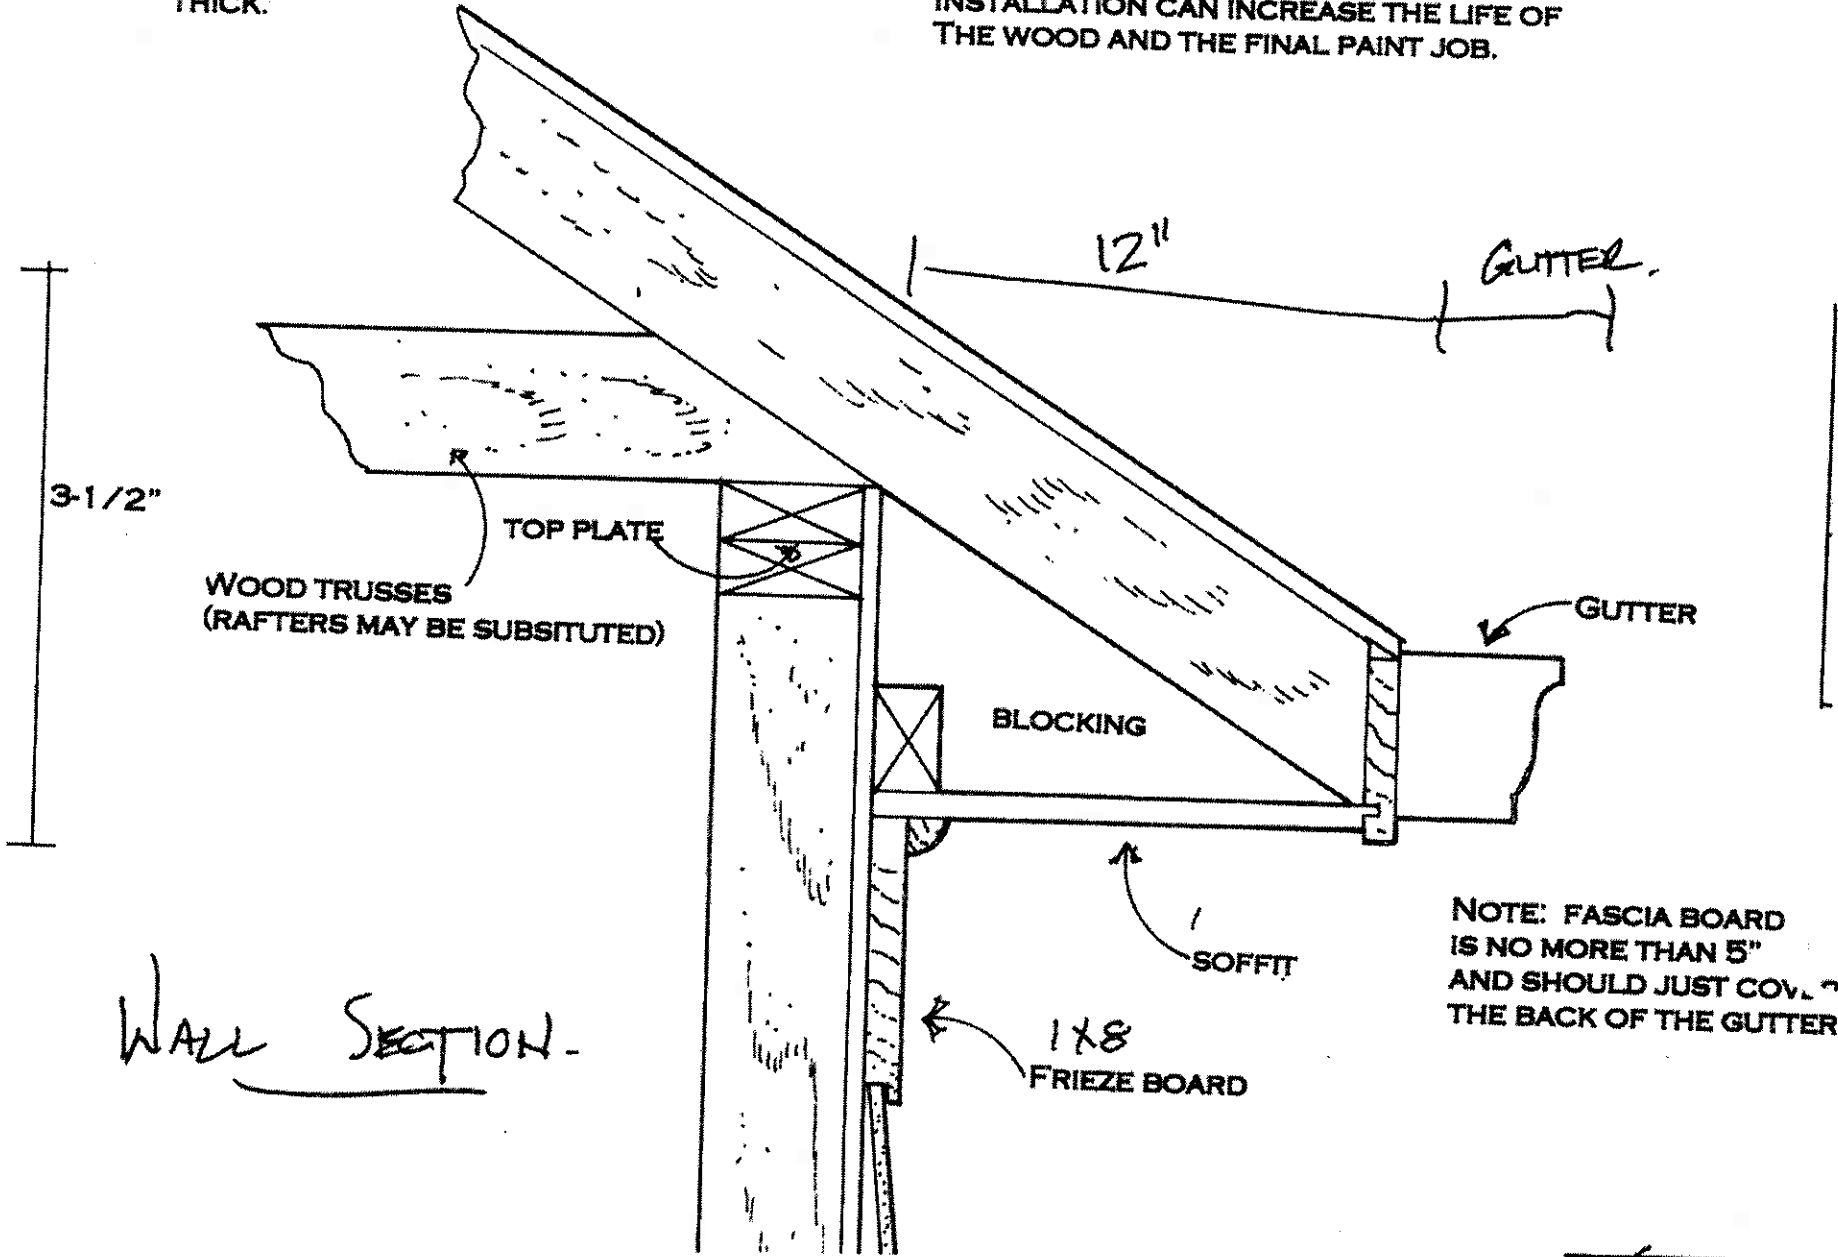 THICK.
INSTALLATION CAN INCREASE THE LIFE OF
THE WOOD AND THE FINAL PAINT JOB.
12"
GUTTER.
3-1/2"
TOP PLATE
WOOD TRUSSES
(RAFTERS MAY BE SUBSITUTED)
GUTTER
BLOCKING
SOFFIT
NOTE: FASCIA BOARD
IS NO MORE THAN 5"
AND SHOULD JUST
THE BACK OF THE GUTTER
WALL SECTION.
1X8
FRIEZE BOARD